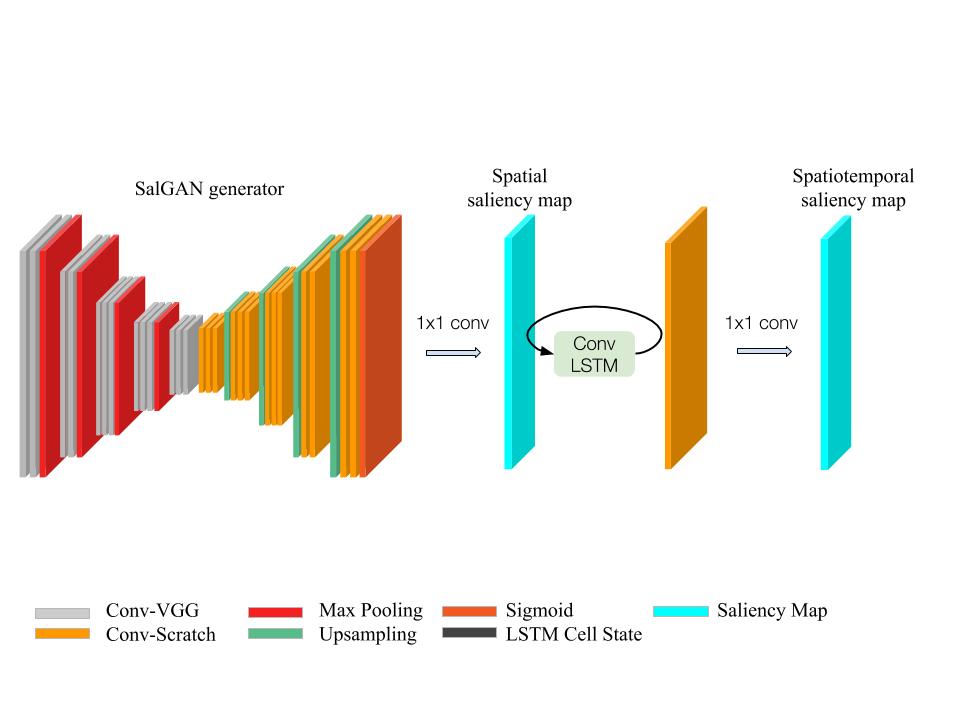 SalGAN generator
Spatial
saliency map
Spatiotemporal
saliency map
1x1 conv
Conv
LSTM
1x1 conv
Conv-VGG
Max Pooling
Sigmoid
Saliency Map
Conv-Scratch
Upsampling
LSTM Cell State